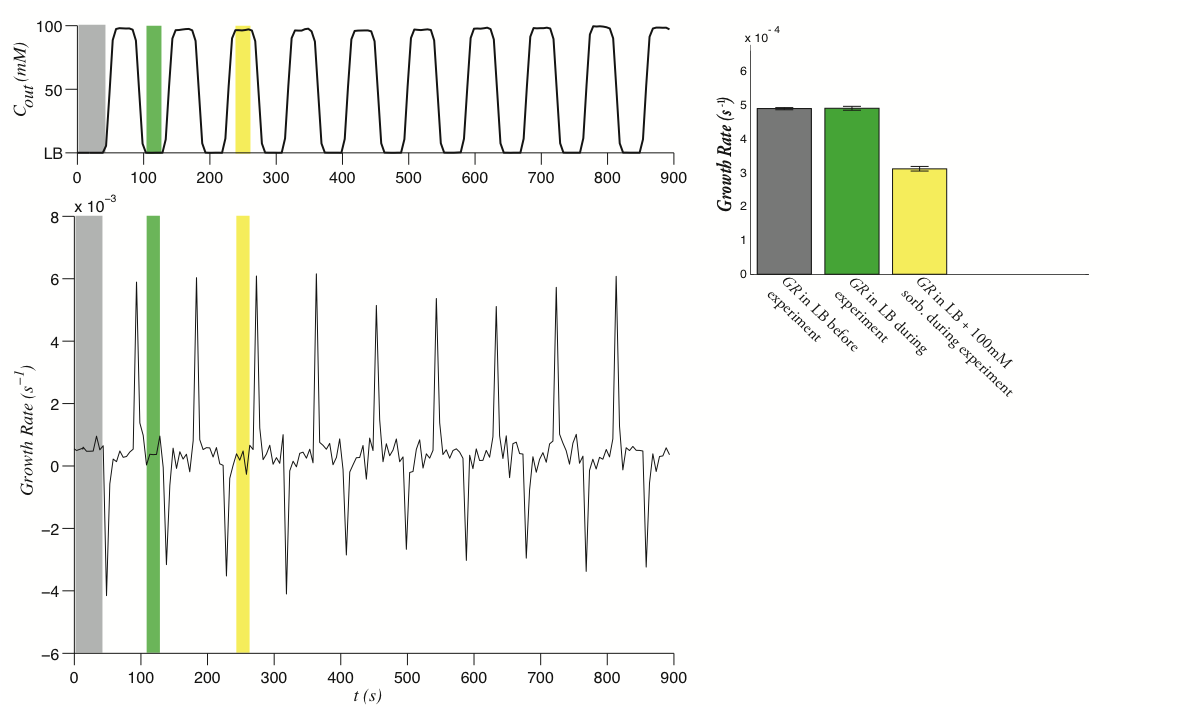 100
50
LB
C_out (mM)
0 100 200 300 400 500 600 700 800 900
x 10⁻³
8
6
4
2
0
−2
−4
−6
Growth Rate (s⁻¹)
0 100 200 300 400 500 600 700 800 900
t (s)
x 10⁻⁴
6
5
4
3
2
1
0
Growth Rate (s⁻¹)
GR in LB before
experiment
GR in LB during
experiment
GR in LB + 100mM
sorb. during experiment